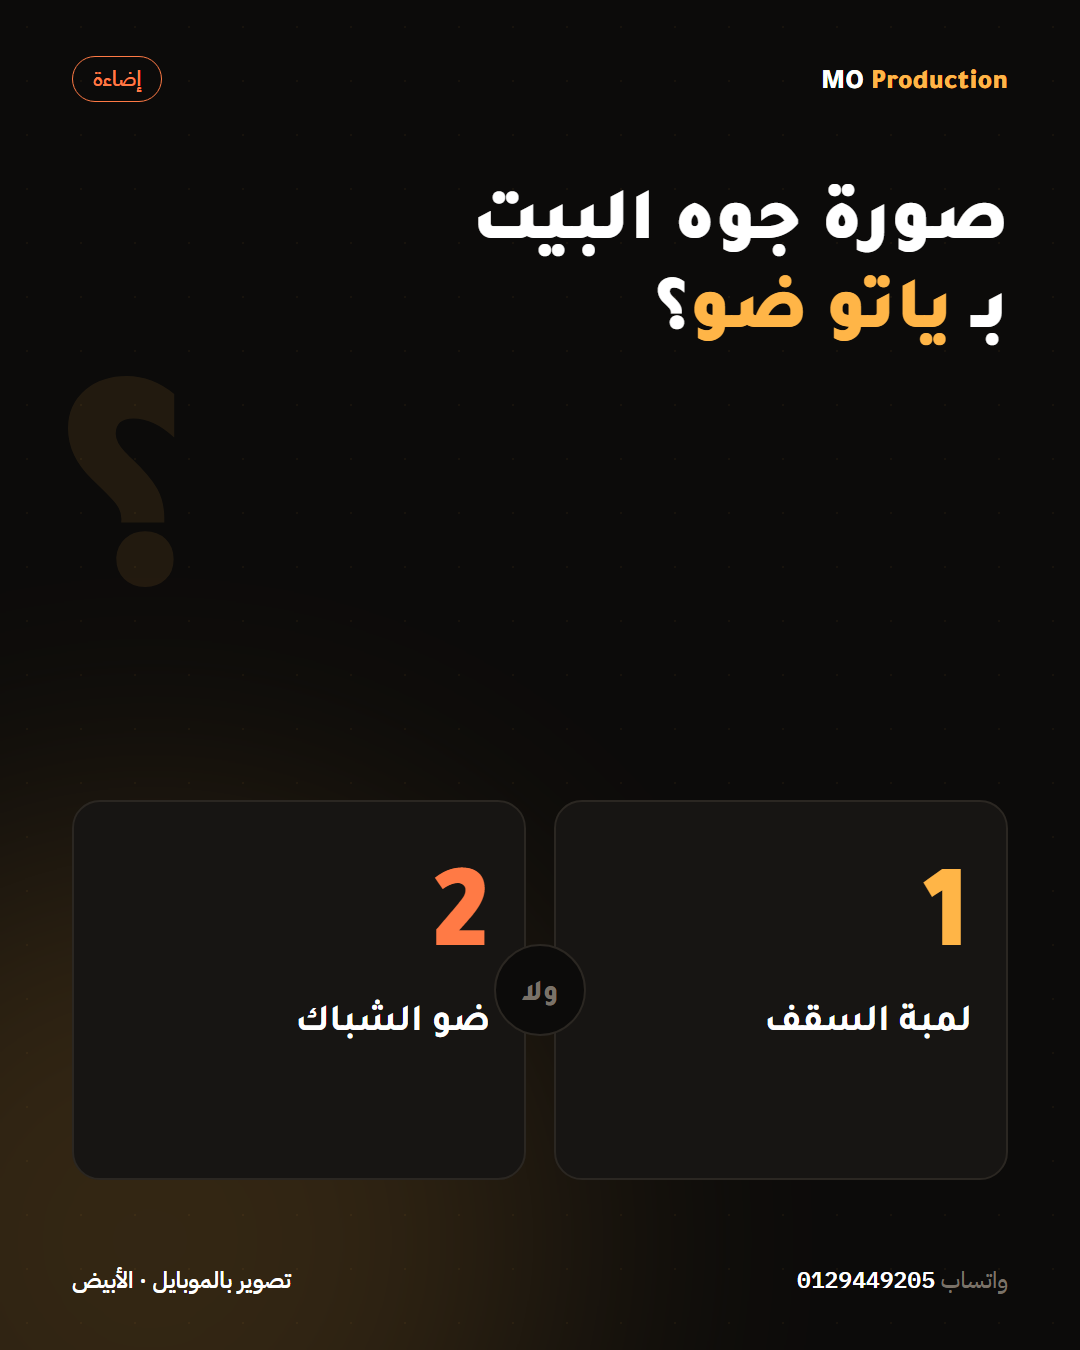 MO Production
إضاءة
صورة جوه البيت
بـ ياتو ضو؟
؟
1
لمبة السقف
ولا
2
ضو الشباك
واتساب 0129449205
تصوير بالموبايل · الأبيض